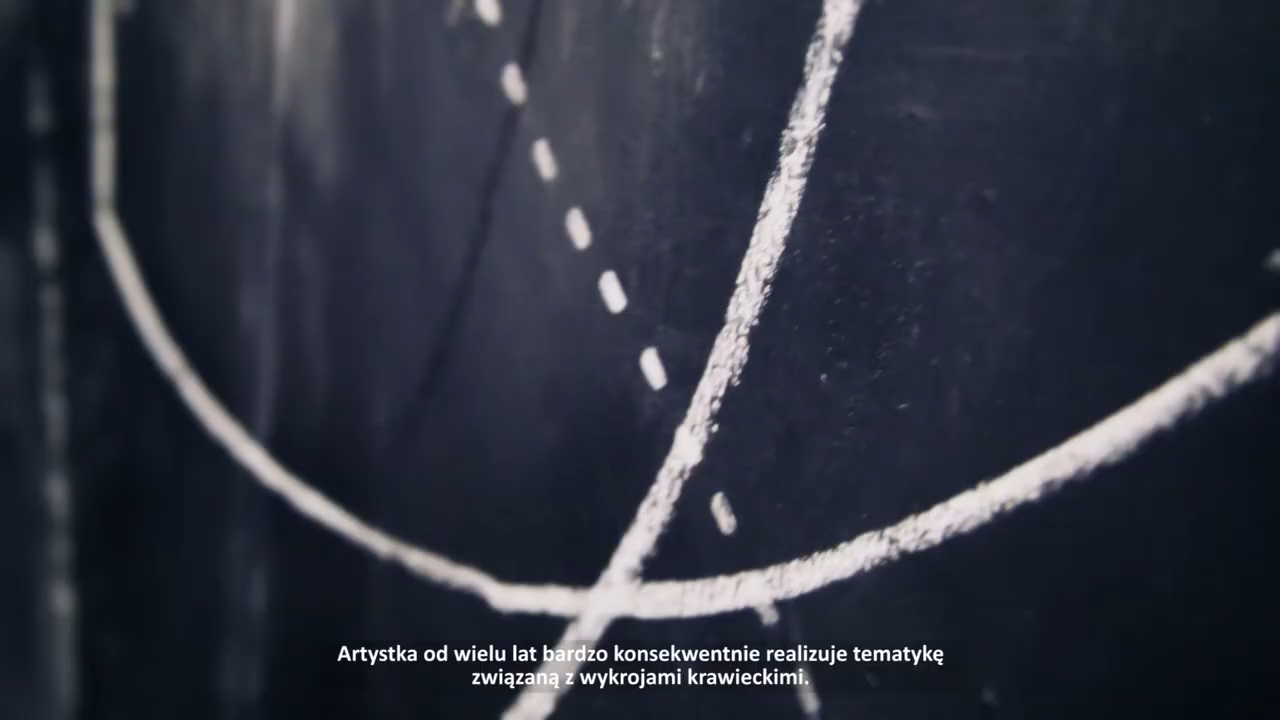 Artystka od wielu lat bardzo konsekwentnie realizuje tematykę
związaną z wykrojami krawieckimi.